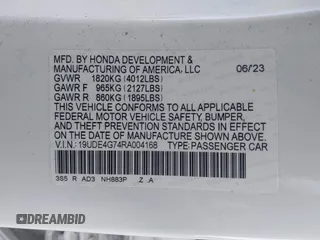 MFD. BY HONDA DEVELOPMENT &
MANUFACTURING OF AMERICA, LLC 06/23
GVWR 1820KG (4012LBS)
GAWR F 965KG (2127LBS)
GAWR R 860KG (1895LBS)
THIS VEHICLE CONFORMS TO ALL APPLICABLE
FEDERAL MOTOR VEHICLE SAFETY, BUMPER,
AND THEFT PREVENTION STANDARDS IN EFFECT
ON THE DATE OF MANUFACTURE SHOWN ABOVE.
V.I.N.: 19UDE4G74RA004168 TYPE: PASSENGER CAR
3S5 R AD3 NH883P Z A
AUTOBIDMASTER